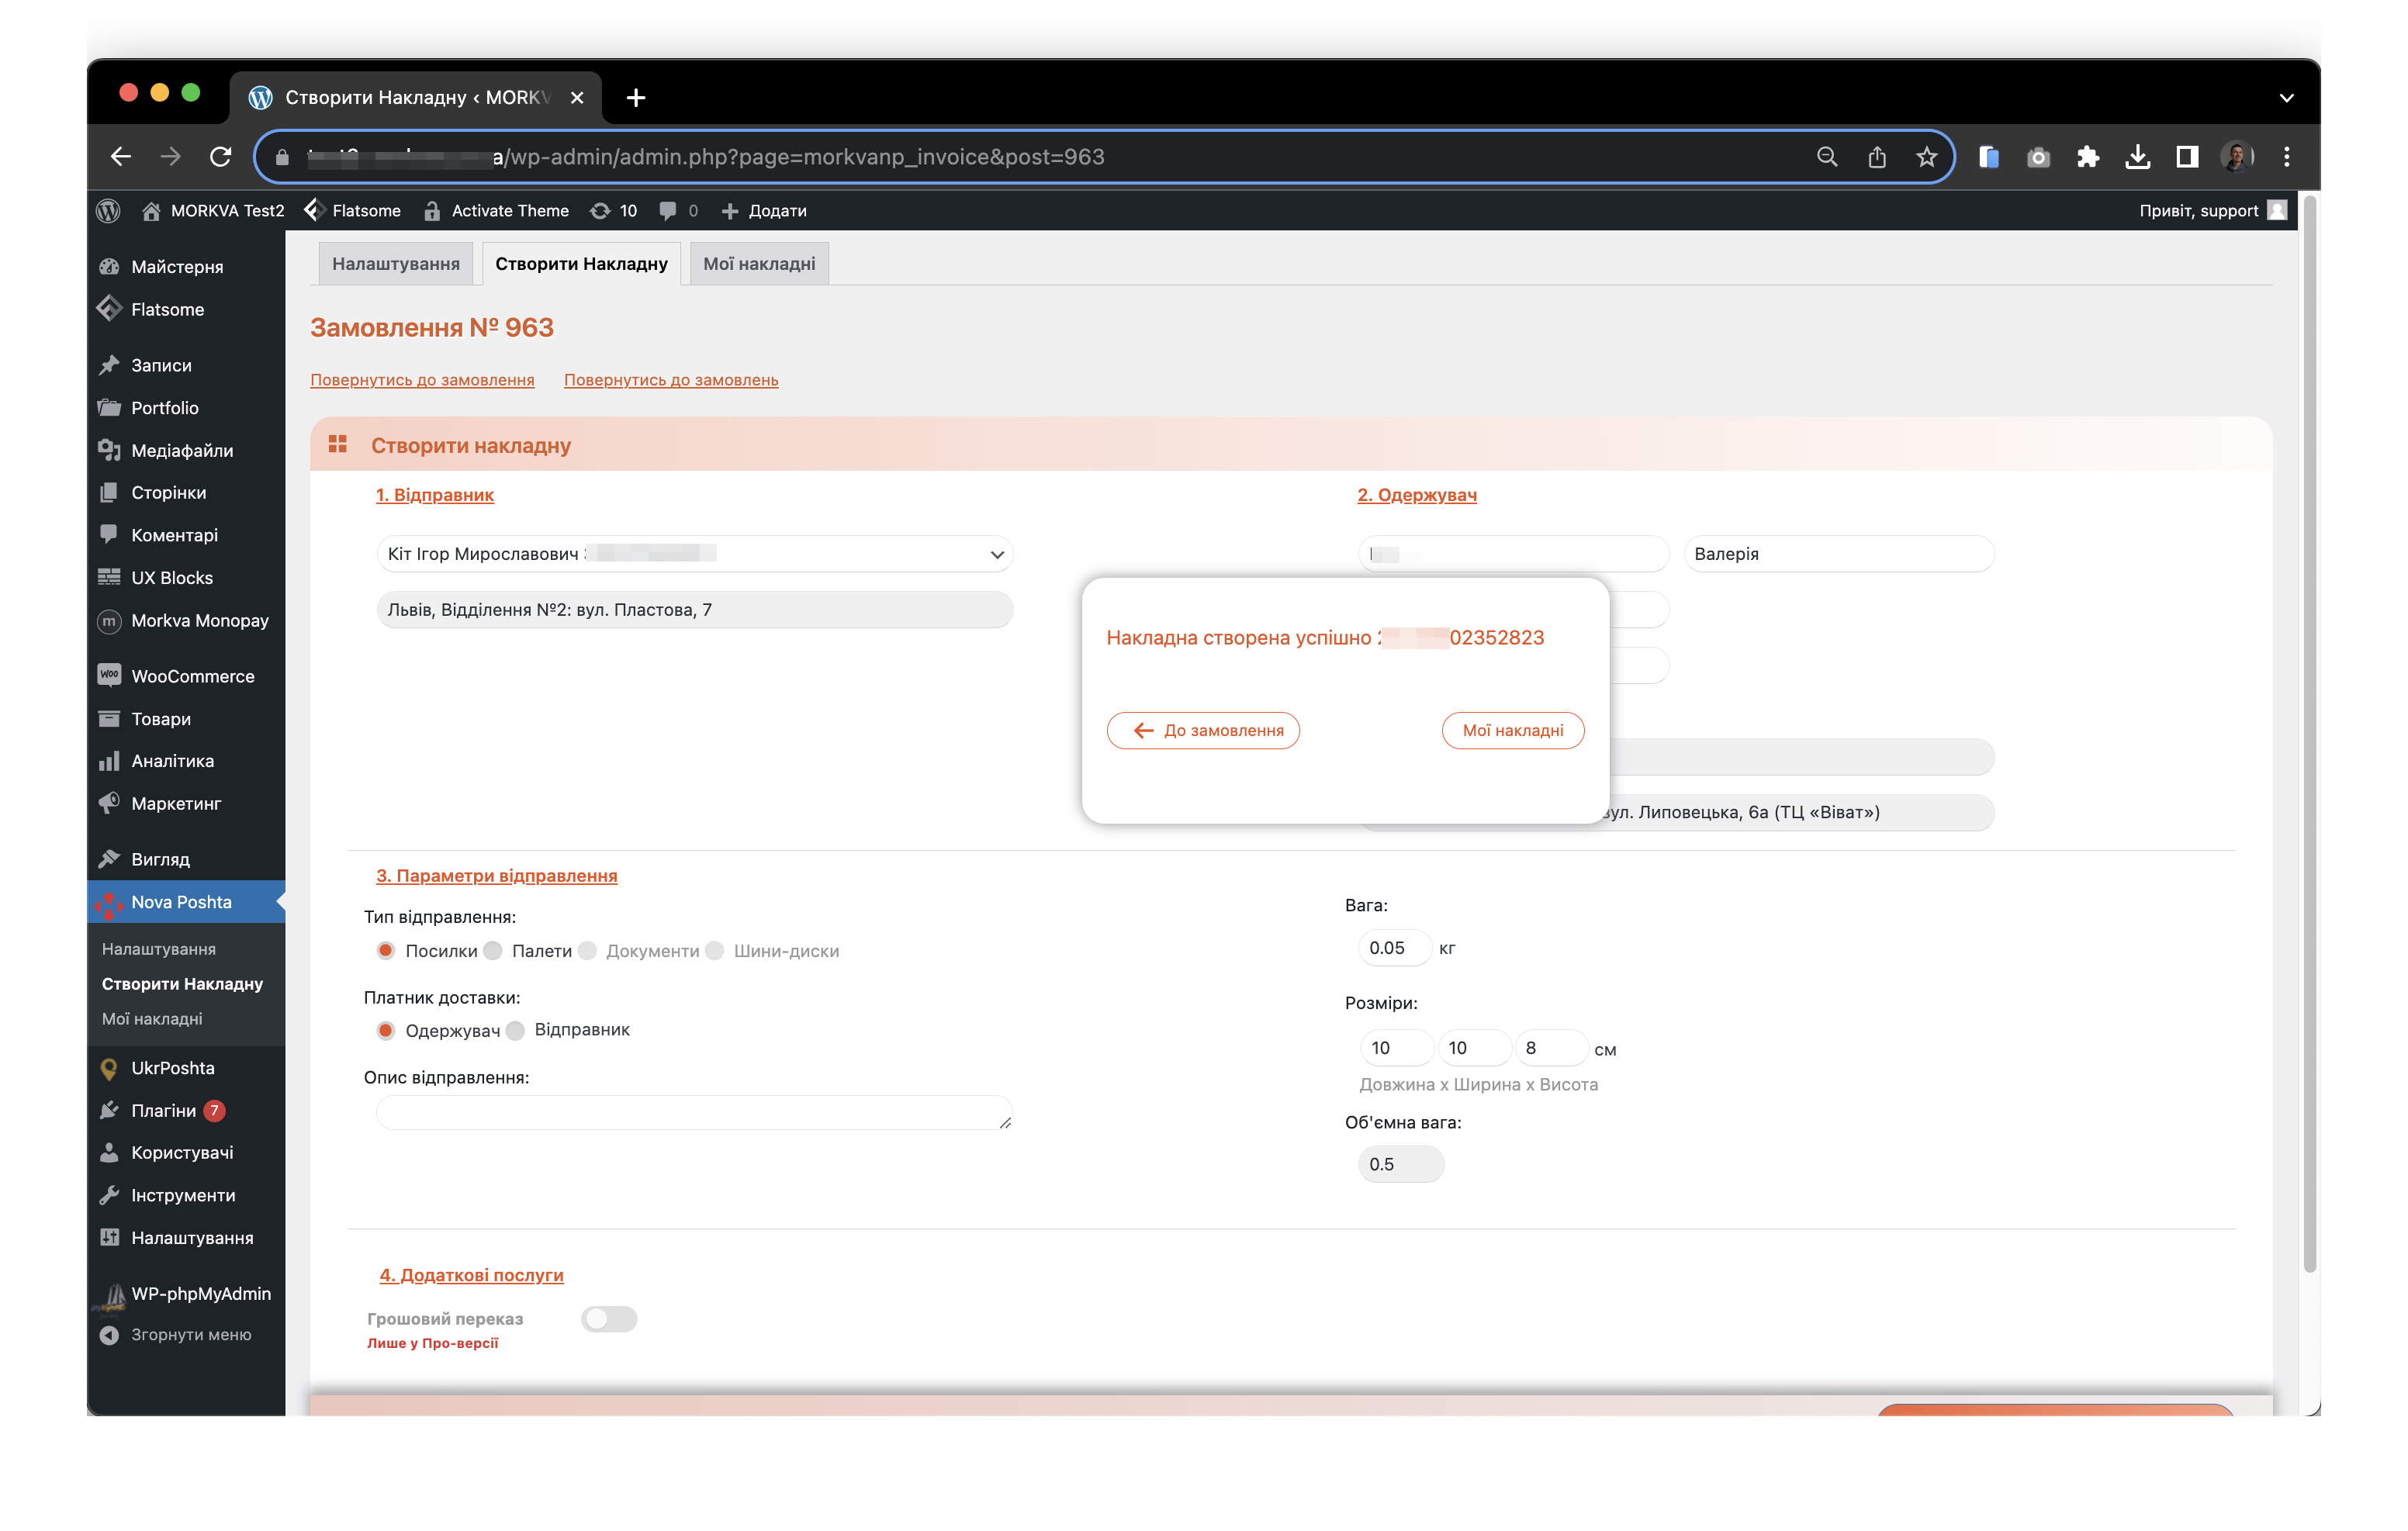 Створити Накладну ‹ MORKV
a/wp-admin/admin.php?page=morkvanp_invoice&post=963
MORKVA Test2 Flatsome Activate Theme 10 0 Додати Привіт, support
Майстерня
Flatsome
Записи
Portfolio
Медіафайли
Сторінки
Коментарі
UX Blocks
Morkva Monopay
WooCommerce
Товари
Аналітика
Маркетинг
Вигляд
Nova Poshta
Налаштування
Створити Накладну
Мої накладні
UkrPoshta
Плагіни 7
Користувачі
Інструменти
Налаштування
WP-phpMyAdmin
Згорнути меню
Налаштування Створити Накладну Мої накладні
Замовлення № 963
Повернутись до замовлення Повернутись до замовлень
Створити накладну
1. Відправник
Кіт Ігор Мирославович
Львів, Відділення №2: вул. Пластова, 7
2. Одержувач
Валерія
вул. Липовецька, 6а (ТЦ «Віват»)
Накладна створена успішно 02352823
До замовлення Мої накладні
3. Параметри відправлення
Тип відправлення:
Посилки Палети Документи Шини-диски
Платник доставки:
Одержувач Відправник
Опис відправлення:
Вага:
0.05 кг
Розміри:
10 10 8 см
Довжина х Ширина х Висота
Об'ємна вага:
0.5
4. Додаткові послуги
Грошовий переказ
Лише у Про-версії